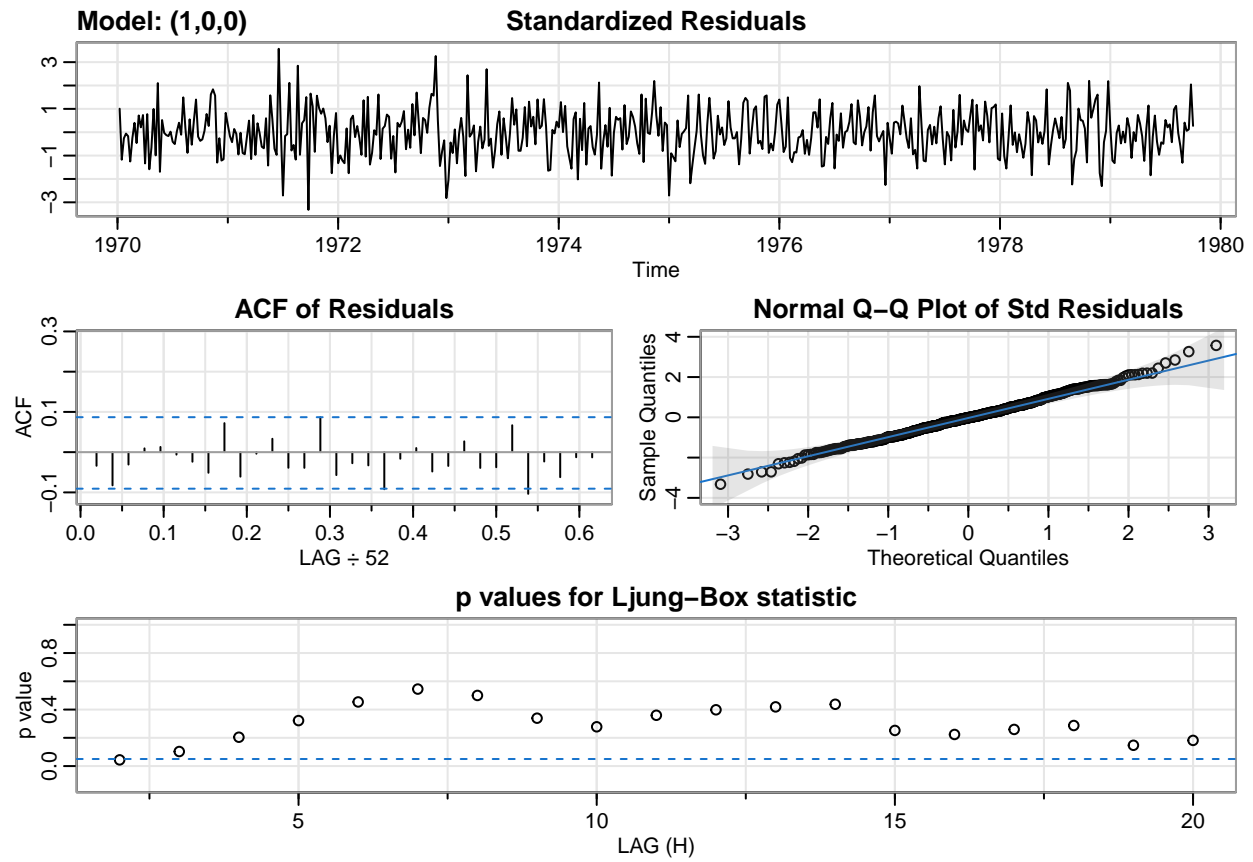 Model: (1,0,0) Standardized Residuals
3
1
−1
−3
1970 1972 1974 1976 1978 1980
Time
ACF of Residuals
0.3
0.1
−0.1
ACF
0.0 0.1 0.2 0.3 0.4 0.5 0.6
LAG ÷ 52
Normal Q−Q Plot of Std Residuals
4
2
0
−4
Sample Quantiles
−3 −2 −1 0 1 2 3
Theoretical Quantiles
p values for Ljung−Box statistic
0.8
0.4
0.0
p value
5 10 15 20
LAG (H)